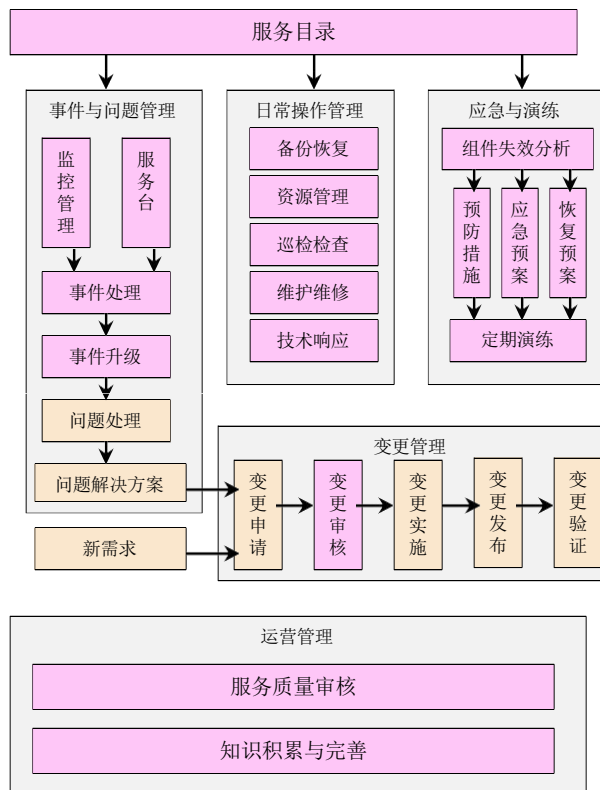 服务目录
事件与问题管理
监控管理
服务台
事件处理
事件升级
问题处理
问题解决方案
新需求
日常操作管理
备份恢复
资源管理
巡检检查
维护维修
技术响应
应急与演练
组件失效分析
预防措施
应急预案
恢复预案
定期演练
变更管理
变更申请
变更审核
变更实施
变更发布
变更验证
运营管理
服务质量审核
知识积累与完善